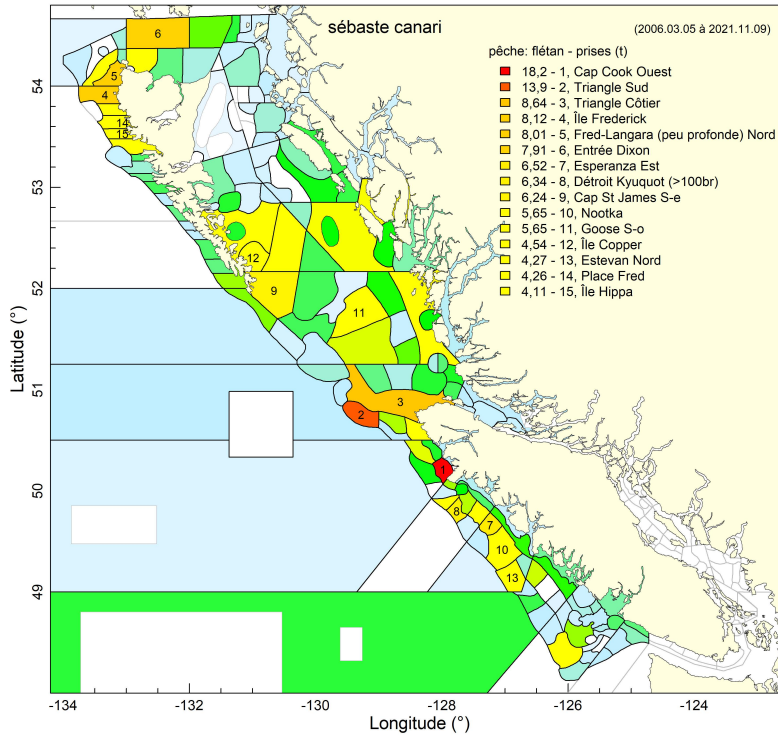 sébaste canari
(2006.03.05 à 2021.11.09)
pêche: flétan - prises (t)
18,2 - 1, Cap Cook Ouest
13,9 - 2, Triangle Sud
8,64 - 3, Triangle Côtier
8,12 - 4, Île Frederick
8,01 - 5, Fred-Langara (peu profonde) Nord
7,91 - 6, Entrée Dixon
6,52 - 7, Esperanza Est
6,34 - 8, Détroit Kyuquot (>100br)
6,24 - 9, Cap St James S-e
5,65 - 10, Nootka
5,65 - 11, Goose S-o
4,54 - 12, Île Copper
4,27 - 13, Estevan Nord
4,26 - 14, Place Fred
4,11 - 15, Île Hippa
6
5
4
14
15
12
9
11
3
2
1
8
7
10
13
Latitude (°)
54
53
52
51
50
49
-134
-132
-130
-128
-126
-124
Longitude (°)